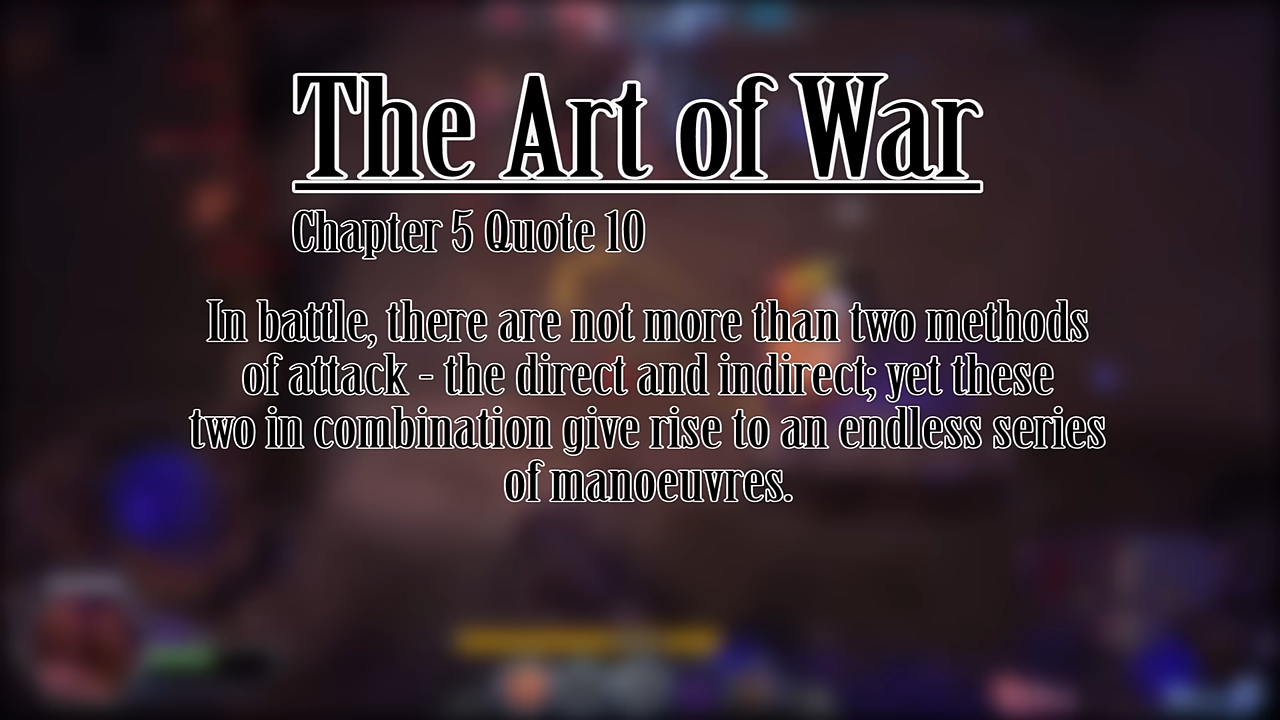 The Art of War
Chapter 5 Quote 10
In battle, there are not more than two methods
of attack - the direct and indirect; yet these
two in combination give rise to an endless series
of manoeuvres.